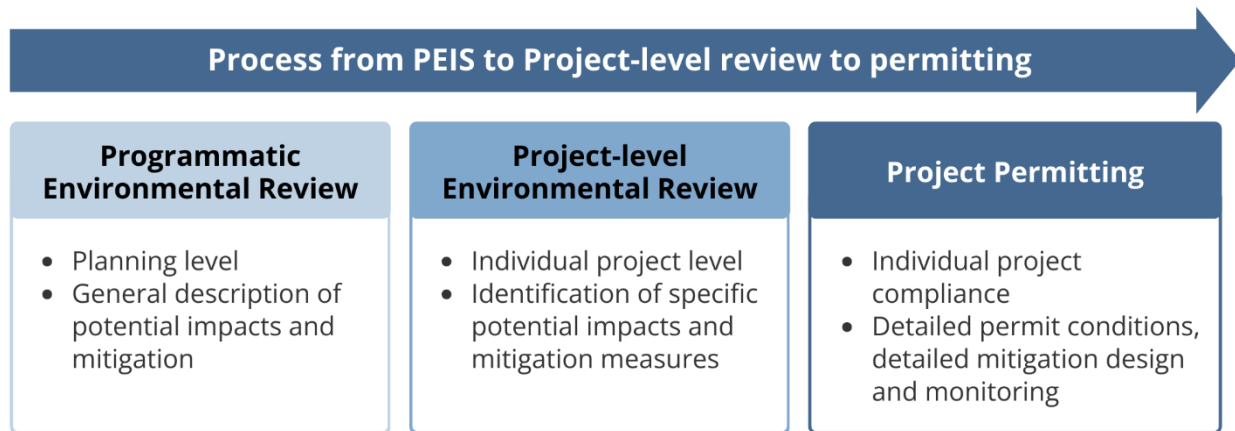 Process from PEIS to Project-level review to permitting
Programmatic
Environmental Review
• Planning level
• General description of
potential impacts and
mitigation
Project-level
Environmental Review
• Individual project level
• Identification of specific
potential impacts and
mitigation measures
Project Permitting
• Individual project
compliance
• Detailed permit conditions,
detailed mitigation design
and monitoring